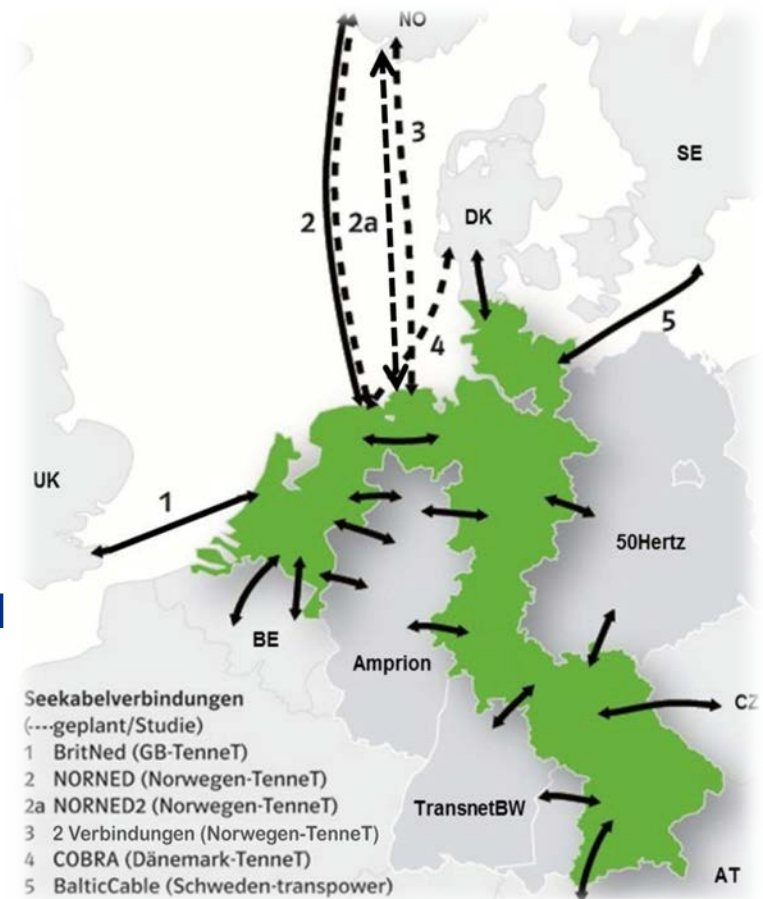 NO
3
SE
2
2a
DK
5
4
UK
1
50Hertz
BE
Amprion
CZ
TransnetBW
AT
Seekabelverbindungen
(---geplant/Studie)
1 BritNed (GB-TenneT)
2 NORNED (Norwegen-TenneT)
2a NORNED2 (Norwegen-TenneT)
3 2 Verbindungen (Norwegen-TenneT)
4 COBRA (Dänemark-TenneT)
5 BalticCable (Schweden-transpower)